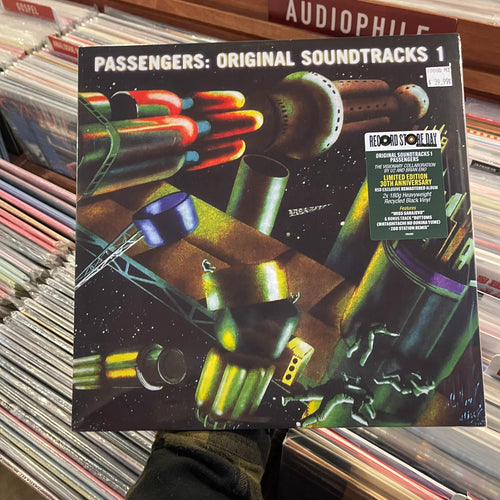 GOSPEL
AUDIOPHILE
PASSENGERS: ORIGINAL SOUNDTRACKS 1
RECORD STORE DAY
ORIGINAL SOUNDTRACKS 1
PASSENGERS
THE VISIONARY COLLABORATION
BY U2 AND BRIAN ENO
LIMITED EDITION
30TH ANNIVERSARY
RSD EXCLUSIVE REMASTERED ALBUM
2x 180g Heavyweight
Recycled Black Vinyl
Features
"MISS SARAJEVO"
& BONUS TRACK "BOTTOMS
(WATASHITACHI NO OOKINA YUME)
ZOO STATION REMIX"